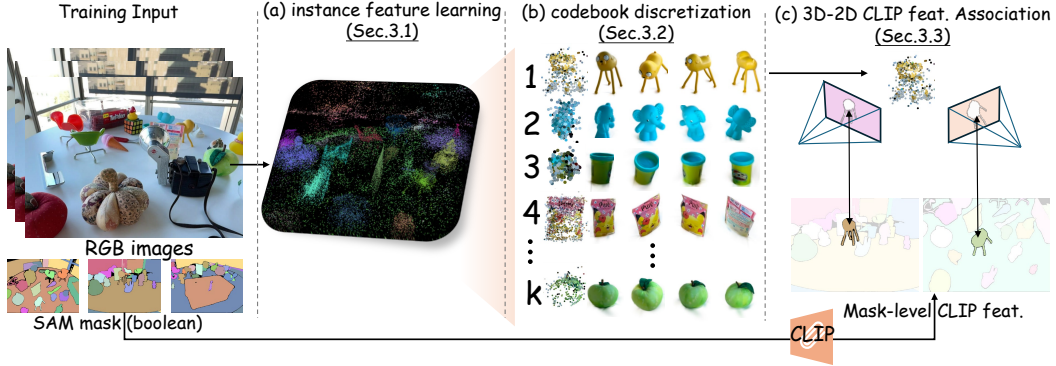 Training Input
(a) instance feature learning
(Sec.3.1)
(b) codebook discretization
(Sec.3.2)
(c) 3D-2D CLIP feat. Association
(Sec.3.3)
1
2
3
4
k
RGB images
SAM mask (boolean)
CLIP
Mask-level CLIP feat.